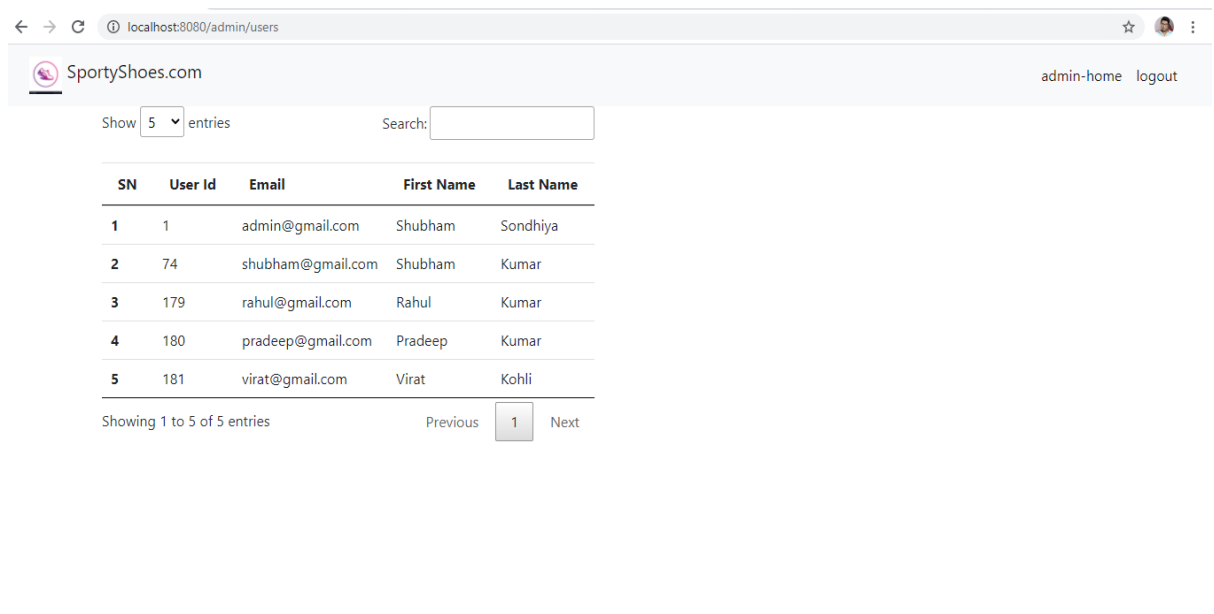 localhost:8080/admin/users
SportyShoes.com admin-home logout
Show 5 entries Search:
SN User Id Email First Name Last Name
1 1 admin@gmail.com Shubham Sondhiya
2 74 shubham@gmail.com Shubham Kumar
3 179 rahul@gmail.com Rahul Kumar
4 180 pradeep@gmail.com Pradeep Kumar
5 181 virat@gmail.com Virat Kohli
Showing 1 to 5 of 5 entries Previous 1 Next